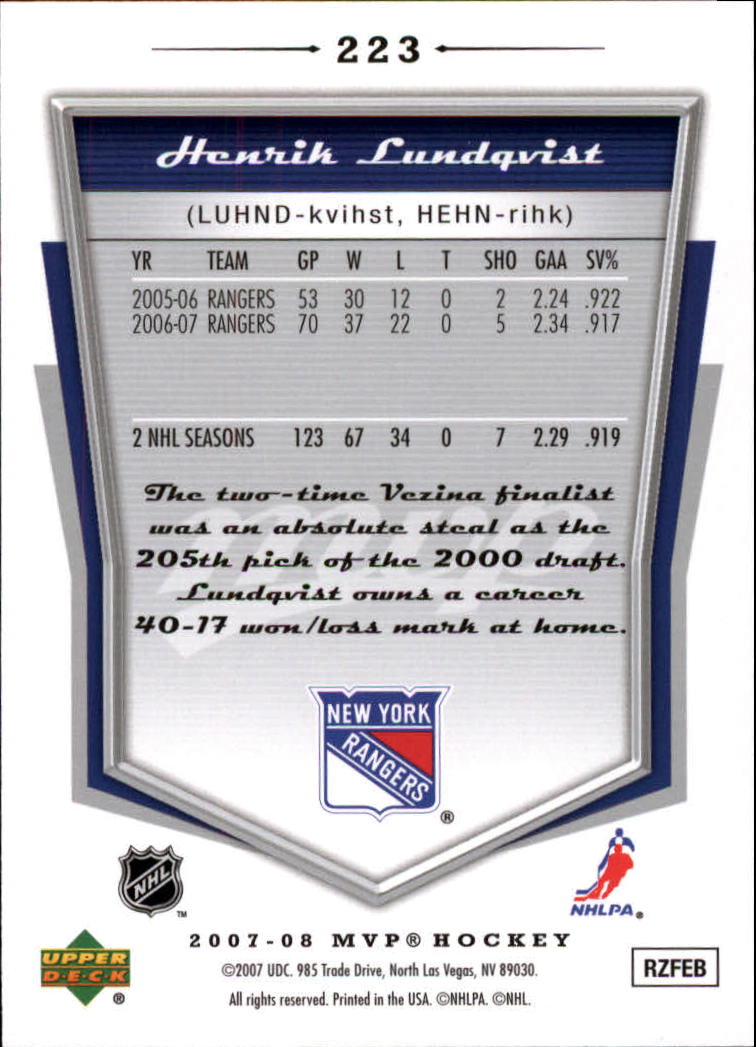 223
Henrik Lundqvist
(LUHND-kvihst, HEHN-rihk)
YR TEAM GP W L T SHO GAA SV%
2005-06 RANGERS 53 30 12 0 2 2.24 .922
2006-07 RANGERS 70 37 22 0 5 2.34 .917
2 NHL SEASONS 123 67 34 0 7 2.29 .919
mvp
The two-time Vezina finalist
was an absolute steal as the
205th pick of the 2000 draft.
Lundqvist owns a career
40-17 won/loss mark at home.
NEW YORK
RANGERS
®
NHL
™
NHLPA®
2007-08 MVP® HOCKEY
UPPER
D·E·C·K
®
©2007 UDC. 985 Trade Drive, North Las Vegas, NV 89030.
All rights reserved. Printed in the USA. ©NHLPA. ©NHL.
RZFEB